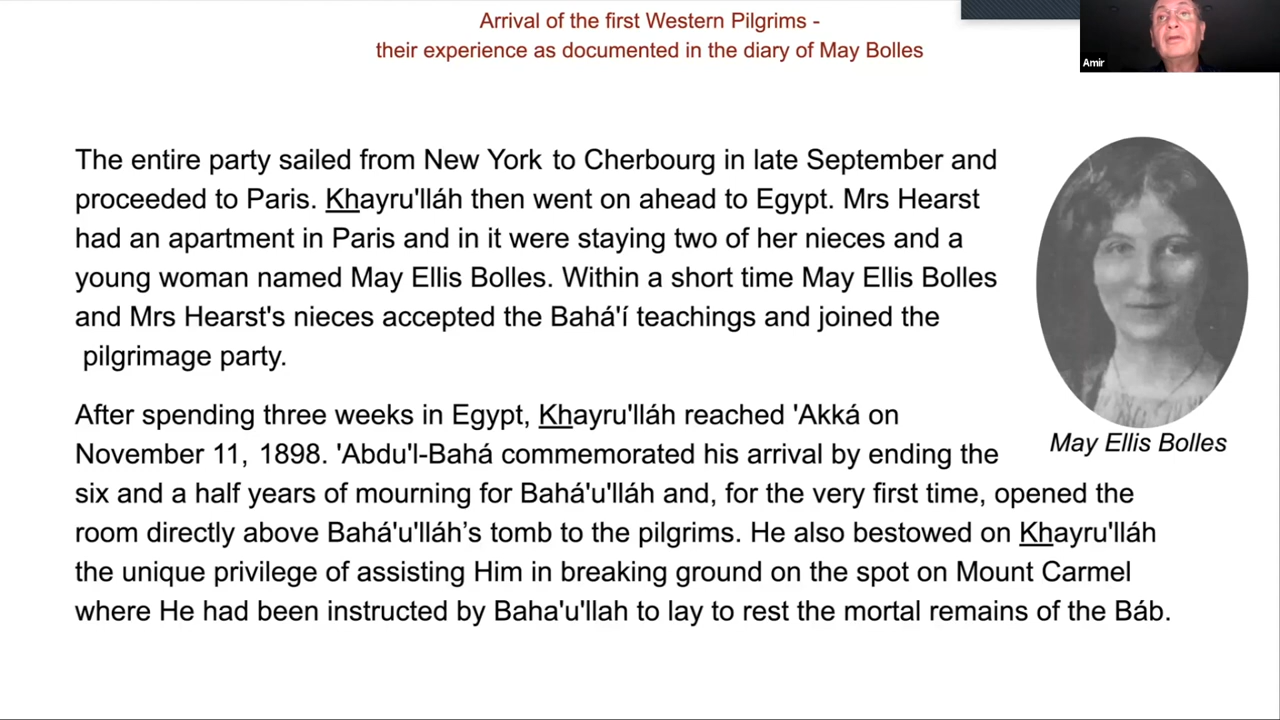 Arrival of the first Western Pilgrims -
their experience as documented in the diary of May Bolles
Amir
The entire party sailed from New York to Cherbourg in late September and
proceeded to Paris. Khayru'lláh then went on ahead to Egypt. Mrs Hearst
had an apartment in Paris and in it were staying two of her nieces and a
young woman named May Ellis Bolles. Within a short time May Ellis Bolles
and Mrs Hearst's nieces accepted the Bahá'í teachings and joined the
pilgrimage party.
After spending three weeks in Egypt, Khayru'lláh reached 'Akká on
November 11, 1898. 'Abdu'l-Bahá commemorated his arrival by ending the
six and a half years of mourning for Bahá'u'lláh and, for the very first time, opened the
room directly above Bahá'u'lláh’s tomb to the pilgrims. He also bestowed on Khayru'lláh
the unique privilege of assisting Him in breaking ground on the spot on Mount Carmel
where He had been instructed by Baha'u'llah to lay to rest the mortal remains of the Báb.
May Ellis Bolles